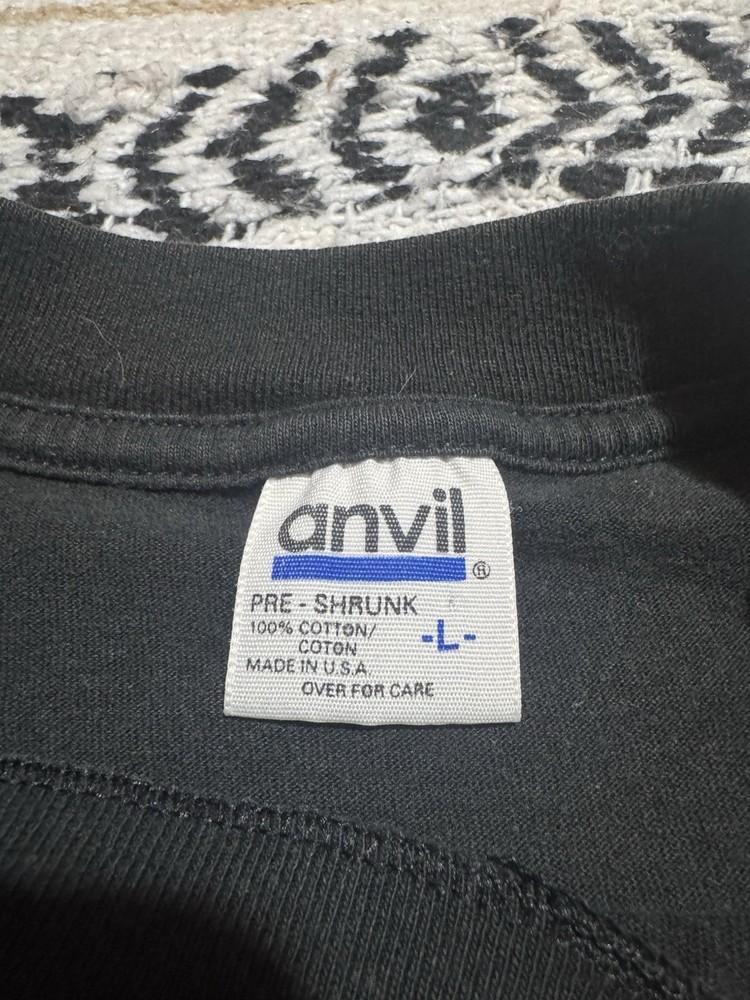 anvil ®
PRE - SHRUNK
100% COTTON/
COTON
-L-
MADE IN U.S.A.
OVER FOR CARE